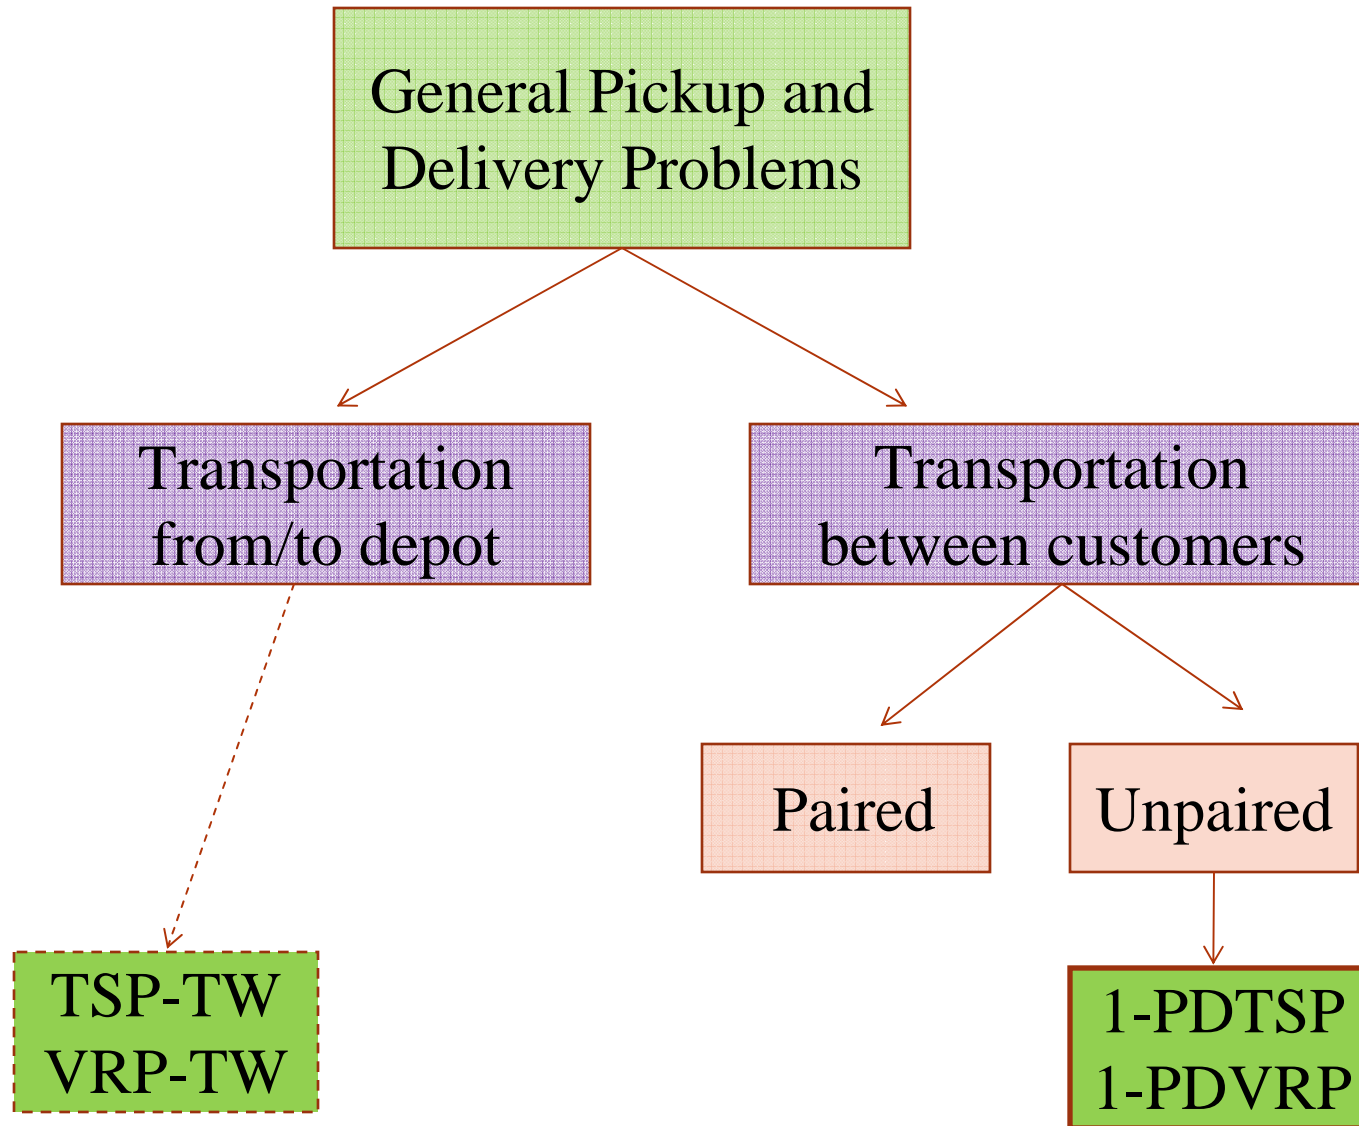 General Pickup and
Delivery Problems
Transportation
from/to depot
Transportation
between customers
Paired
Unpaired
TSP-TW
VRP-TW
1-PDTSP
1-PDVRP